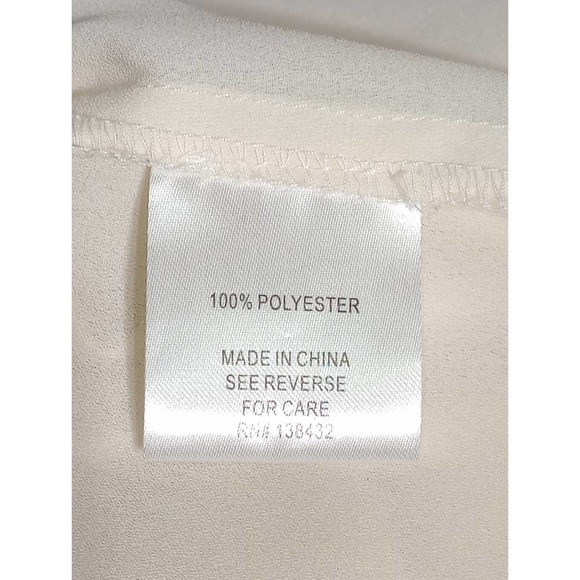 100% POLYESTER
MADE IN CHINA
SEE REVERSE
FOR CARE
RN# 138432